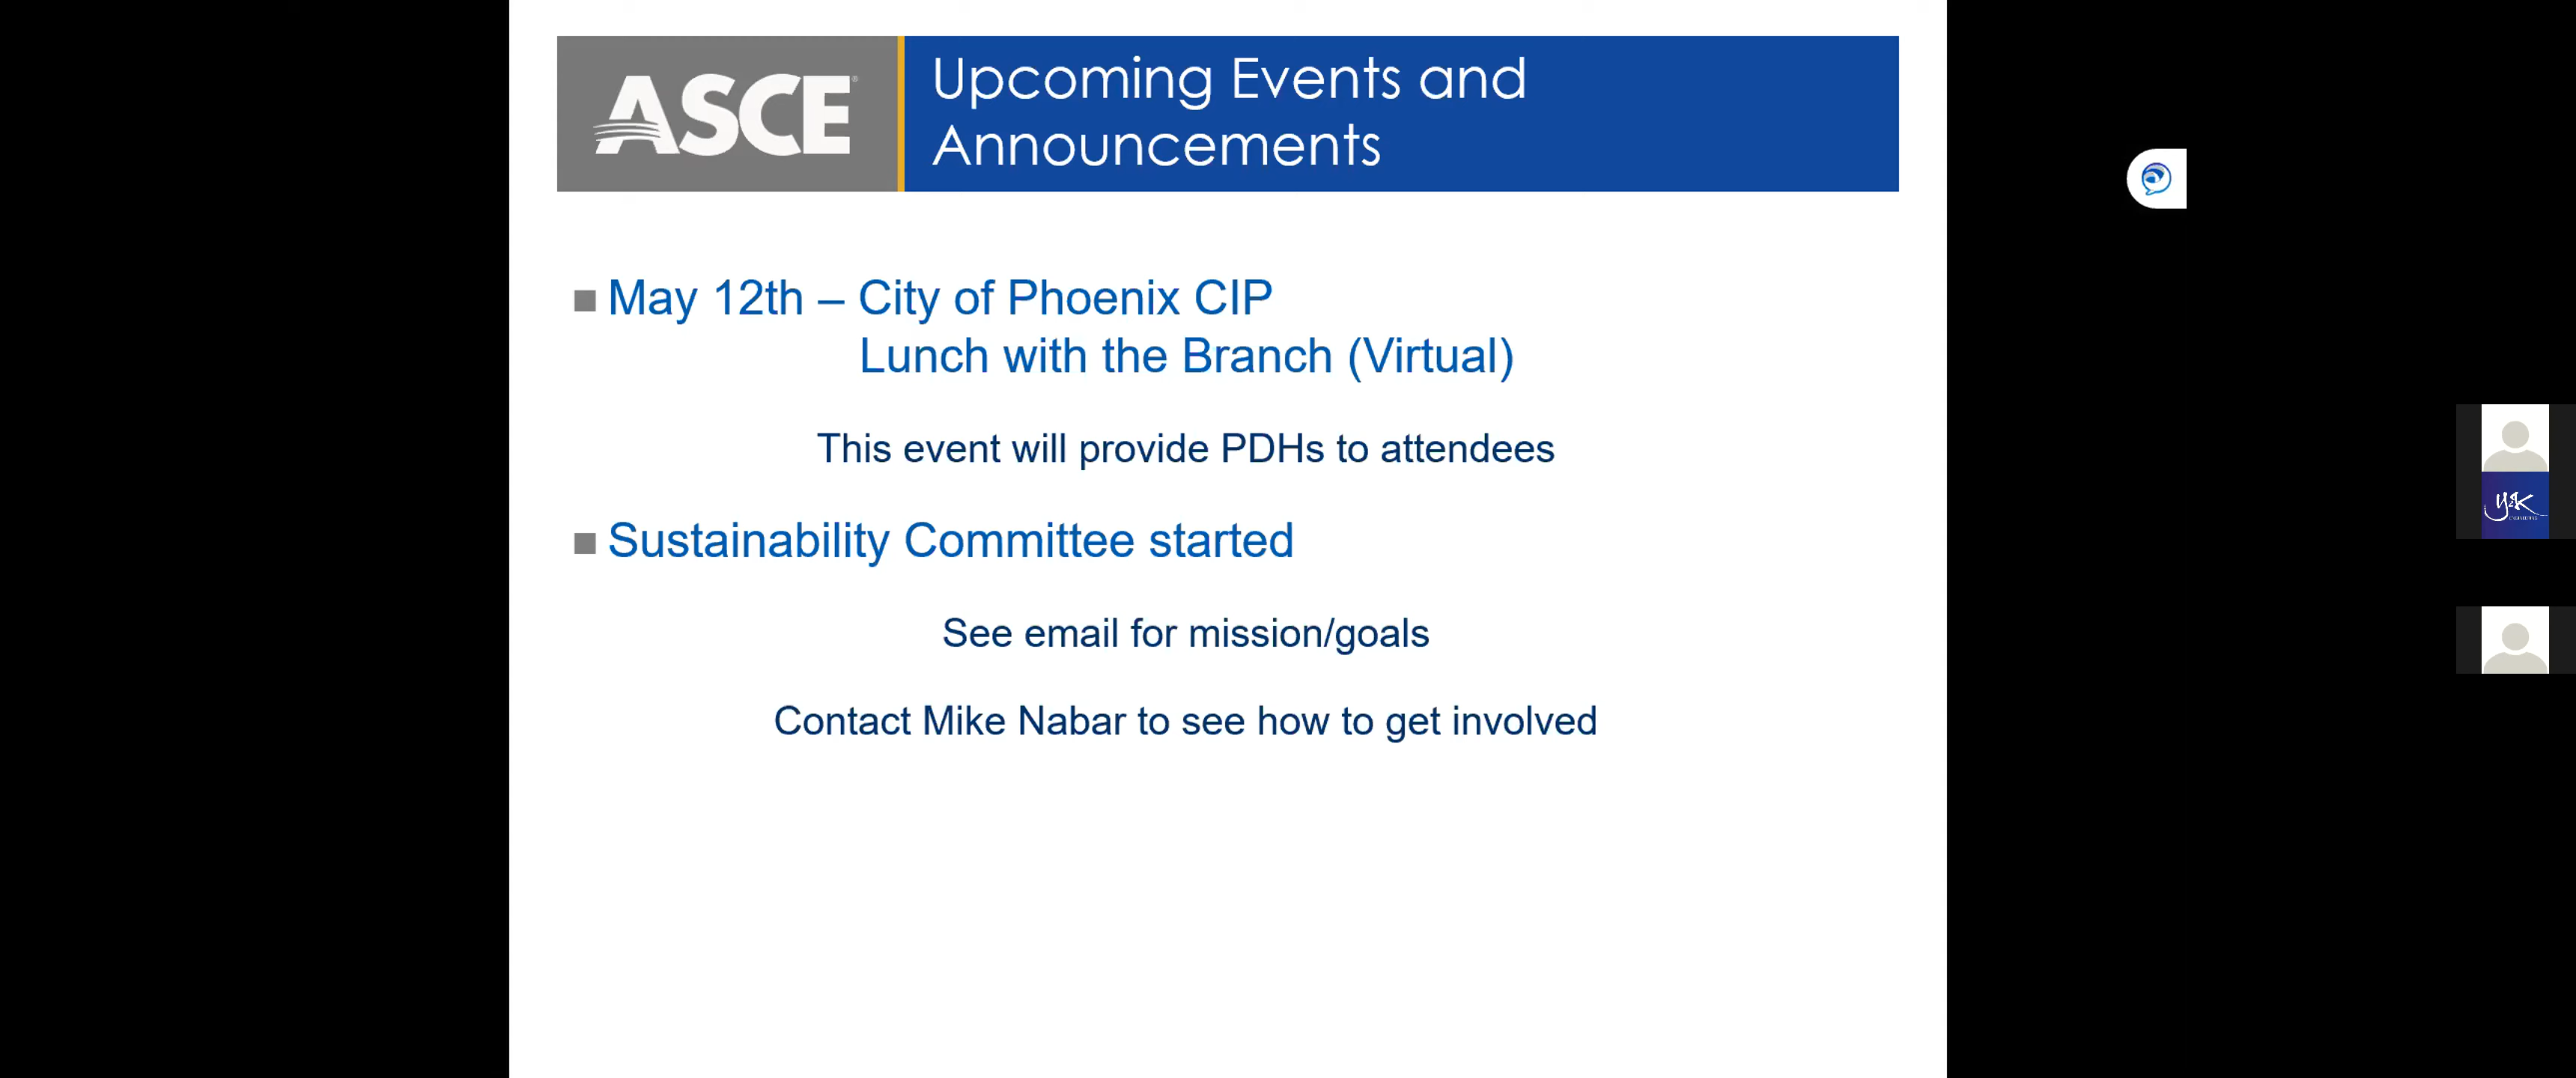 ASCE
Upcoming Events and
Announcements
May 12th – City of Phoenix CIP
Lunch with the Branch (Virtual)
This event will provide PDHs to attendees
Sustainability Committee started
See email for mission/goals
Contact Mike Nabar to see how to get involved
Y&K
ENGINEERING